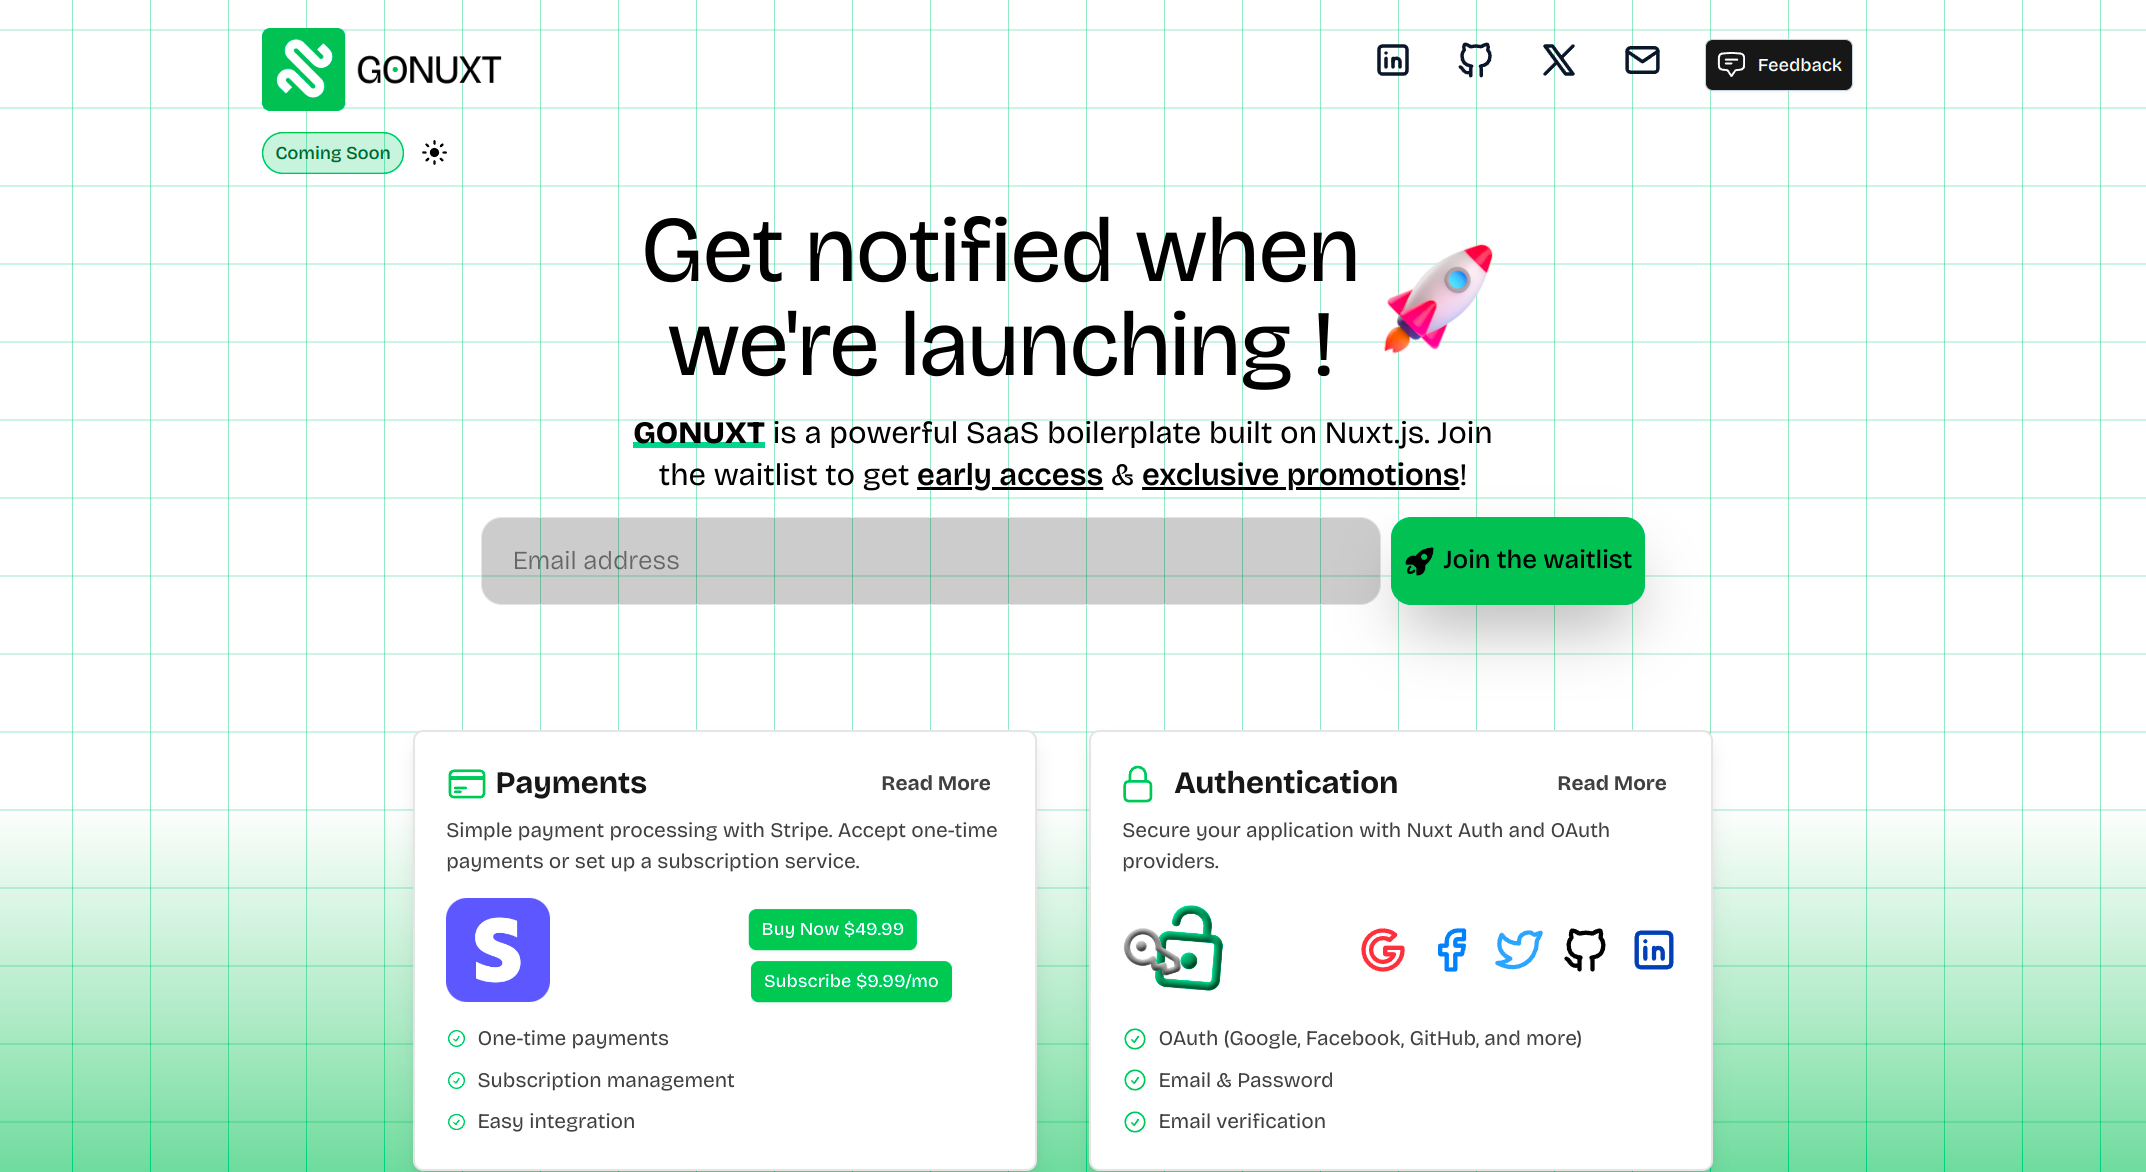 GONUXT
Feedback
Coming Soon
Get notified when
we're launching !
GONUXT is a powerful SaaS boilerplate built on Nuxt.js. Join
the waitlist to get early access & exclusive promotions!
Email address
Join the waitlist
Payments
Read More
Simple payment processing with Stripe. Accept one-time
payments or set up a subscription service.
S
Buy Now $49.99
Subscribe $9.99/mo
One-time payments
Subscription management
Easy integration
Authentication
Read More
Secure your application with Nuxt Auth and OAuth
providers.
OAuth (Google, Facebook, GitHub, and more)
Email & Password
Email verification